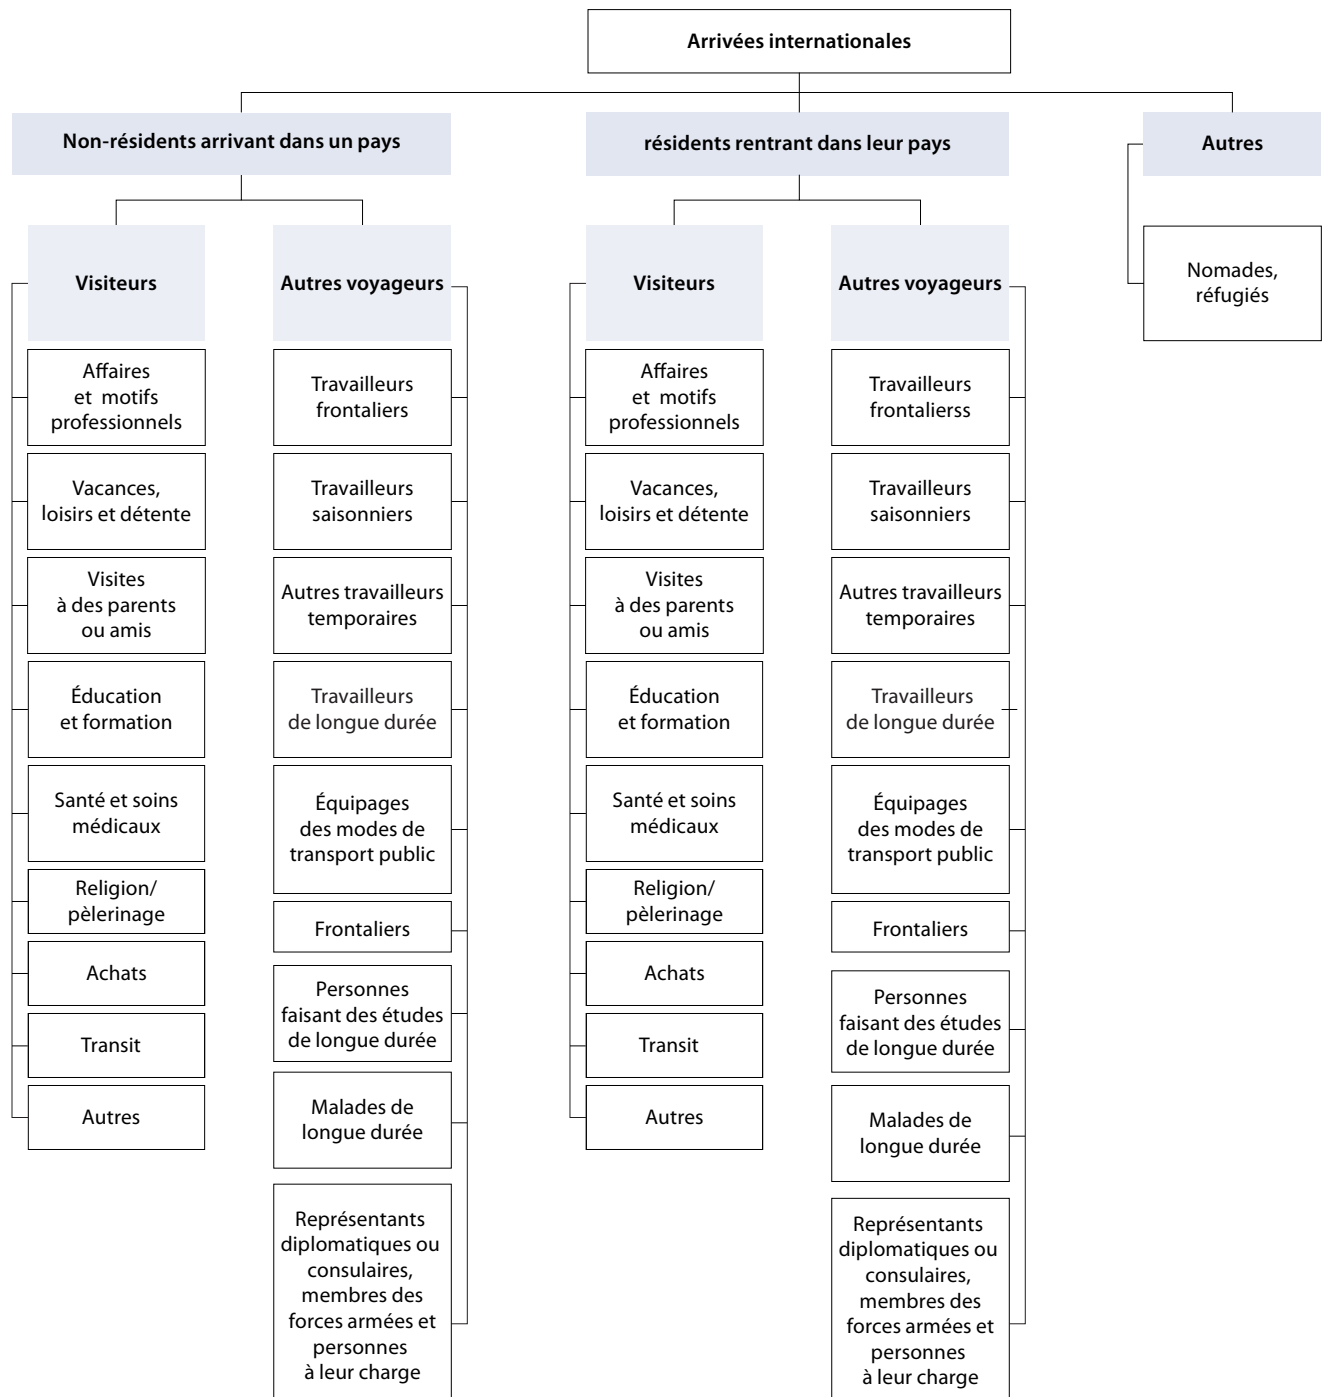 Arrivées internationales
Non-résidents arrivant dans un pays
résidents rentrant dans leur pays
Autres
Visiteurs
Affaires
et motifs
professionnels
Vacances,
loisirs et détente
Visites
à des parents
ou amis
Éducation
et formation
Santé et soins
médicaux
Religion/
pèlerinage
Achats
Transit
Autres
Autres voyageurs
Travailleurs
frontaliers
Travailleurs
saisonniers
Autres travailleurs
temporaires
Travailleurs
de longue durée
Équipages
des modes de
transport public
Frontaliers
Personnes
faisant des études
de longue durée
Malades de
longue durée
Représentants
diplomatiques ou
consulaires,
membres des
forces armées et
personnes
à leur charge
Visiteurs
Affaires
et motifs
professionnels
Vacances,
loisirs et détente
Visites
à des parents
ou amis
Éducation
et formation
Santé et soins
médicaux
Religion/
pèlerinage
Achats
Transit
Autres
Autres voyageurs
Travailleurs
frontalierss
Travailleurs
saisonniers
Autres travailleurs
temporaires
Travailleurs
de longue durée
Équipages
des modes de
transport public
Frontaliers
Personnes
faisant des études
de longue durée
Malades de
longue durée
Représentants
diplomatiques ou
consulaires,
membres des
forces armées et
personnes
à leur charge
Nomades,
réfugiés